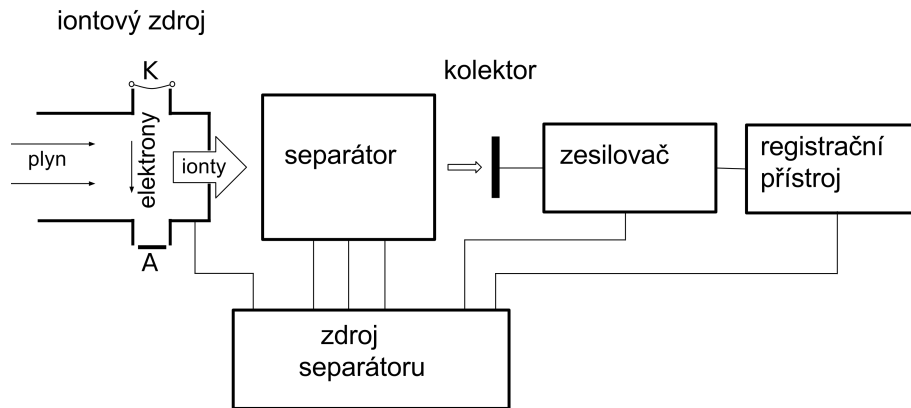 iontový zdroj
K
kolektor
plyn
elektrony
ionty
separátor
zesilovač
registrační
přístroj
A
zdroj
separátoru